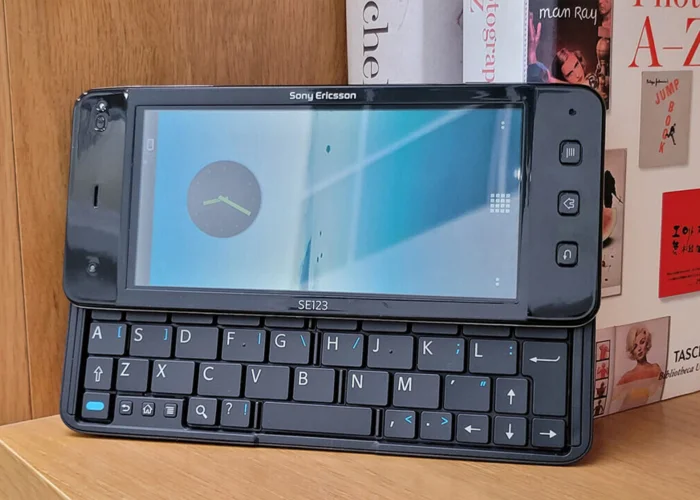 man Ray
Phot
A–Z
che
tograp
JUMP
BOOK
Sony Ericsson
SE123
A [ S ] D F | G \ H / J K ; L :
Z X C V B N M ' "
? ! , < . >
TASC
Bibliotheca U